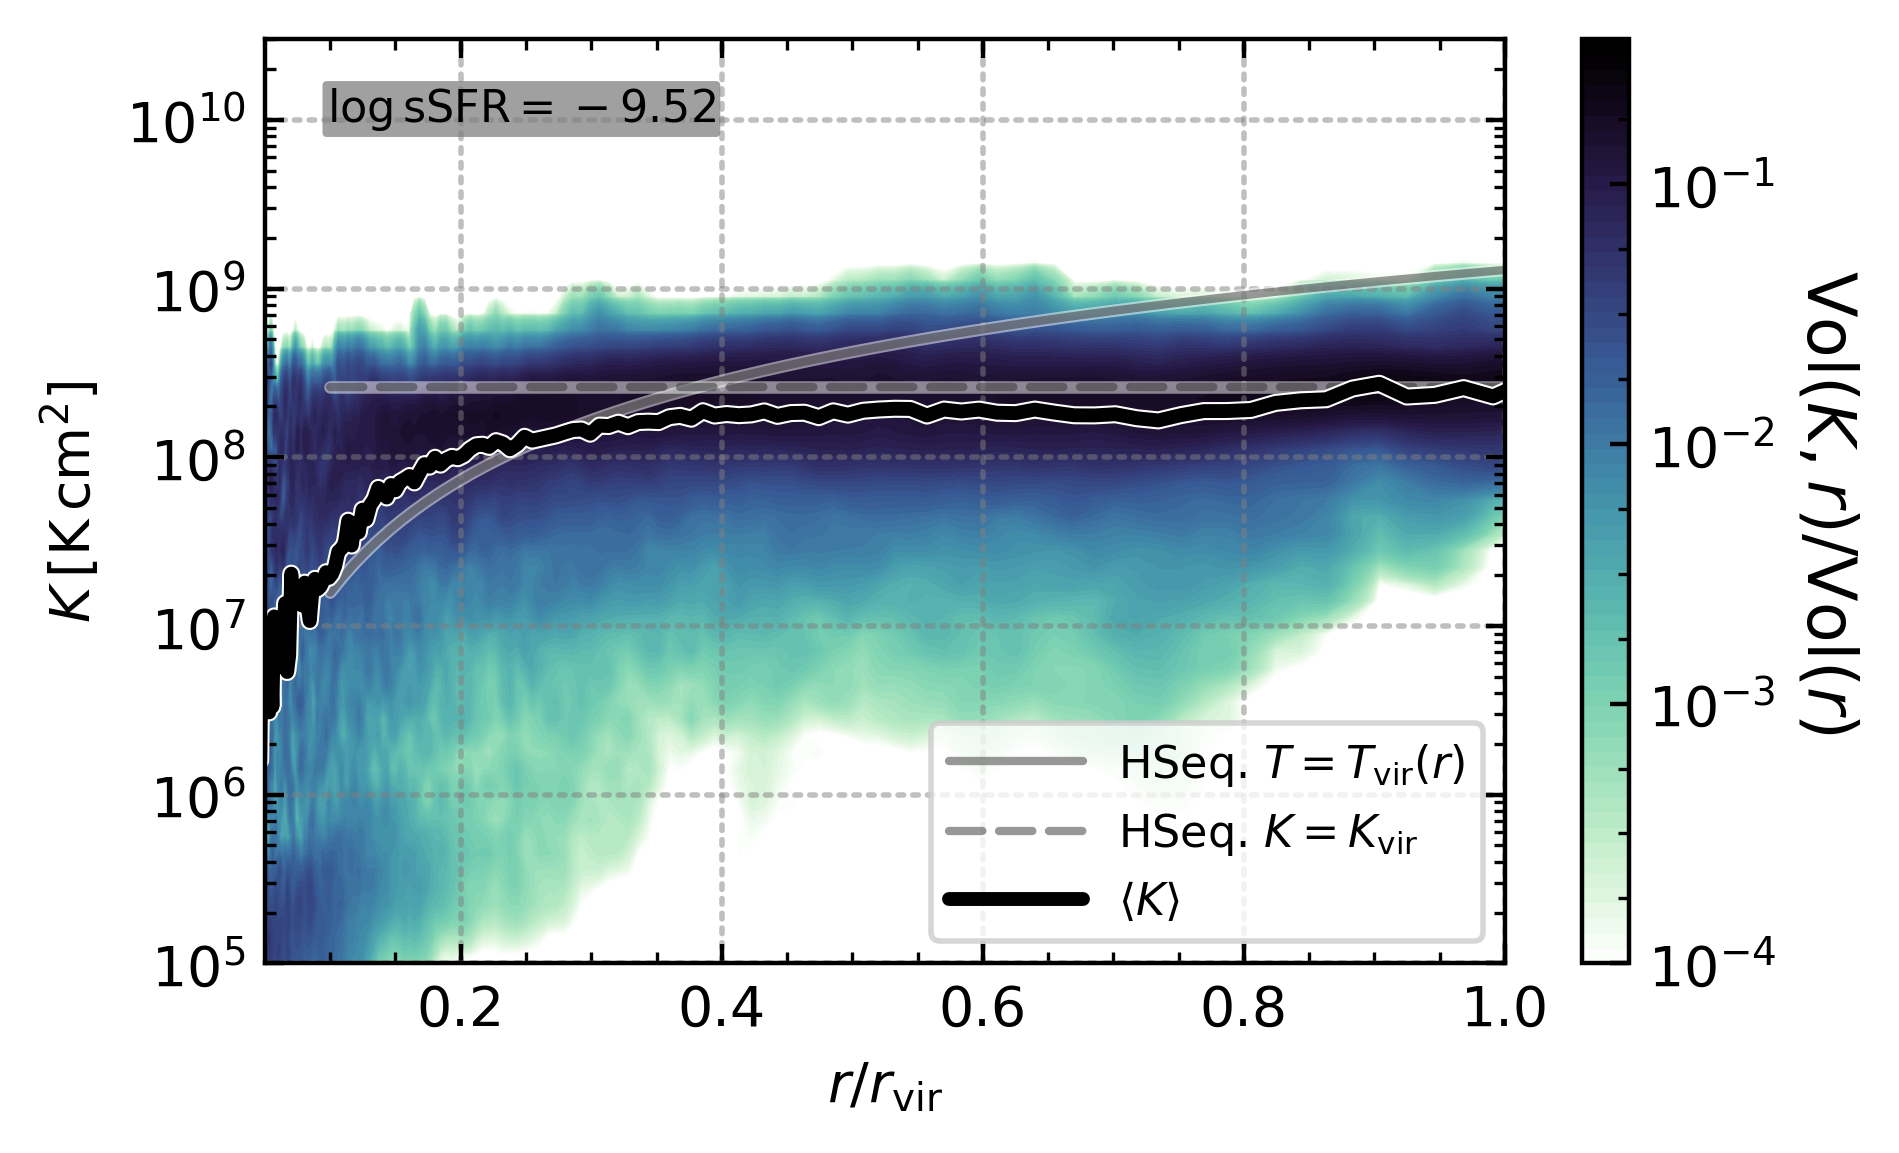 log sSFR = − 9.52
10^10
10^9
10^8
10^7
10^6
10^5
K [K cm^2]
0.2 0.4 0.6 0.8 1.0
r/r_vir
HSeq. T = T_vir(r)
HSeq. K = K_vir
⟨K⟩
10^−1
10^−2
10^−3
10^−4
Vol(K, r)/Vol(r)